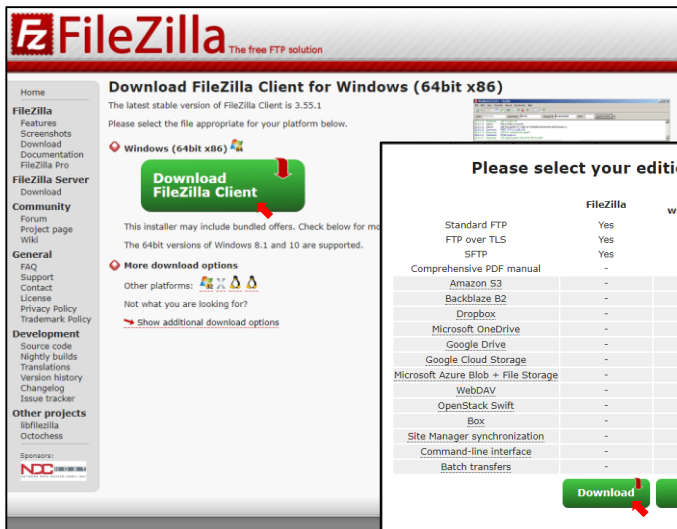 FileZilla The free FTP solution
Home
FileZilla
Features
Screenshots
Download
Documentation
FileZilla Pro
FileZilla Server
Download
Community
Forum
Project page
Wiki
General
FAQ
Support
Contact
License
Privacy Policy
Trademark Policy
Development
Source code
Nightly builds
Translations
Version history
Changelog
Issue tracker
Other projects
libfilezilla
Octochess
Sponsors:
Download FileZilla Client for Windows (64bit x86)
The latest stable version of FileZilla Client is 3.55.1
Please select the file appropriate for your platform below.
Windows (64bit x86)
Download
FileZilla Client
This installer may include bundled offers. Check below for mo
The 64bit versions of Windows 8.1 and 10 are supported.
More download options
Other platforms:
Not what you are looking for?
Show additional download options
Please select your editi
FileZilla
w
Standard FTP Yes
FTP over TLS Yes
SFTP Yes
Comprehensive PDF manual -
Amazon S3 -
Backblaze B2 -
Dropbox -
Microsoft OneDrive -
Google Drive -
Google Cloud Storage -
Microsoft Azure Blob + File Storage -
WebDAV -
OpenStack Swift -
Box -
Site Manager synchronization -
Command-line interface -
Batch transfers -
Download